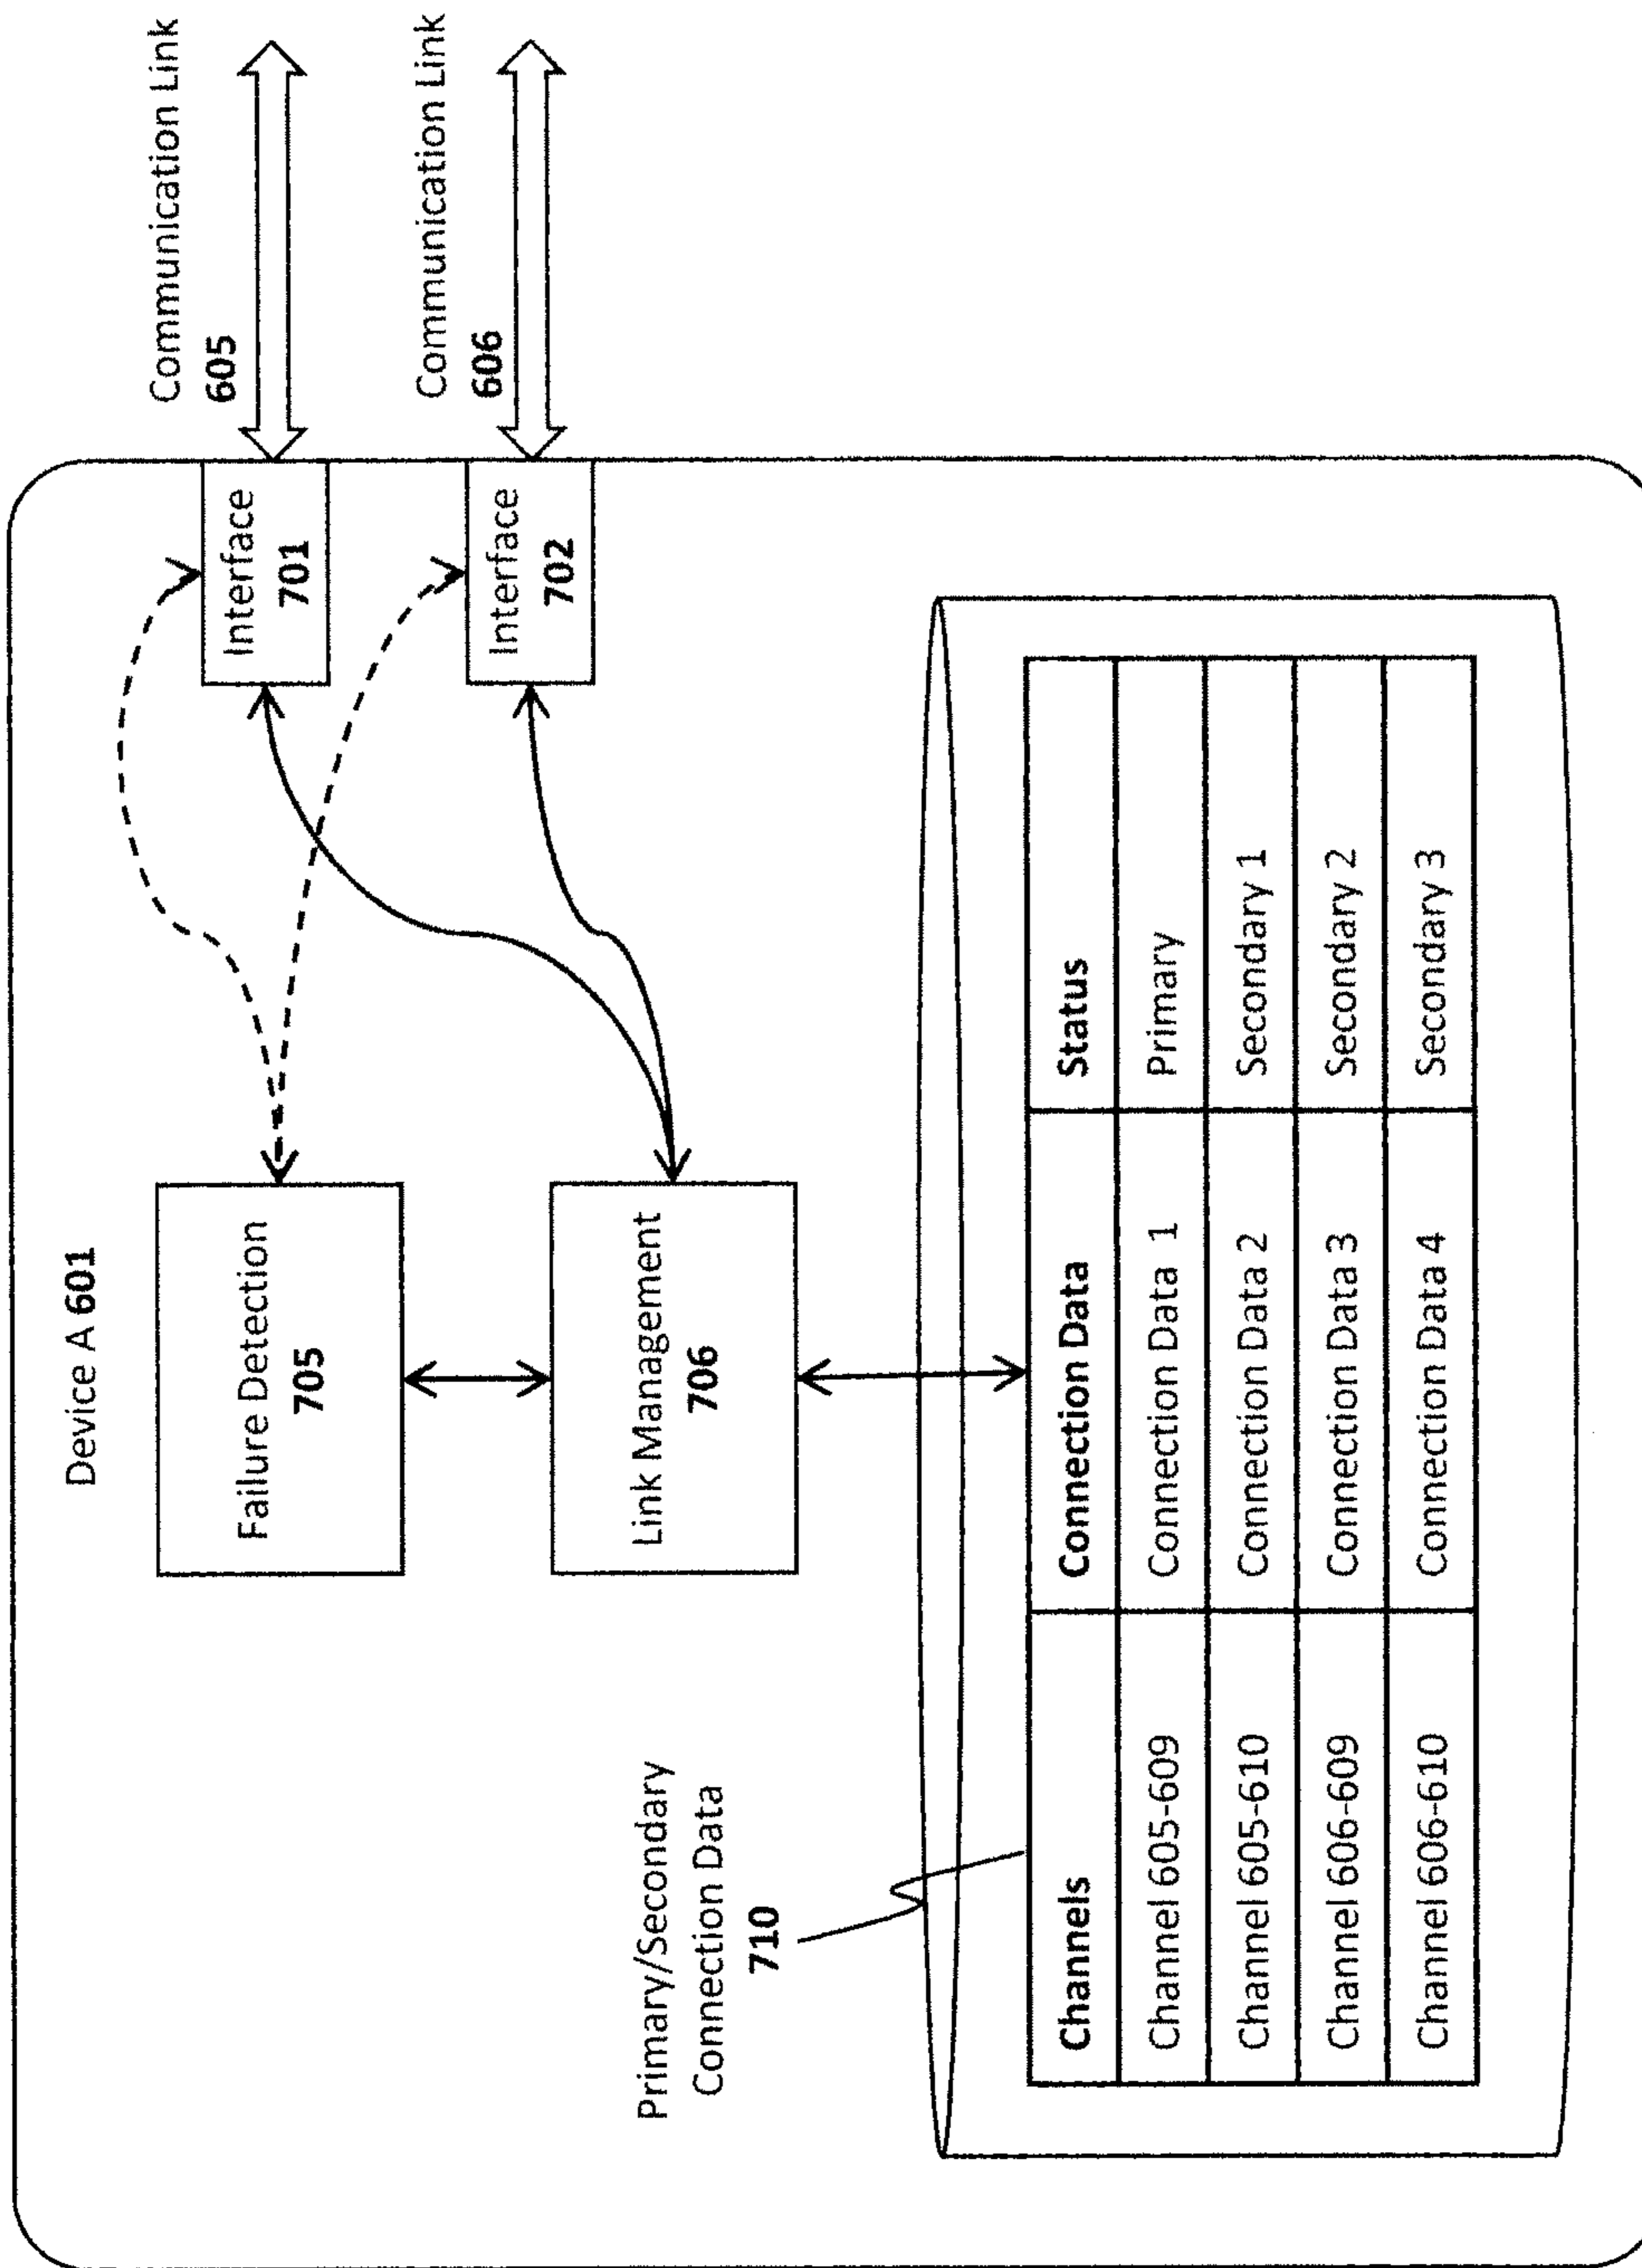 Device A 601
Communication Link
605
Communication Link
606
Failure Detection
705
Interface
701
Link Management
706
Interface
702
Primary/Secondary
Connection Data
710
Channels Connection Data Status
Channel 605-609 Connection Data 1 Primary
Channel 605-610 Connection Data 2 Secondary 1
Channel 606-609 Connection Data 3 Secondary 2
Channel 606-610 Connection Data 4 Secondary 3